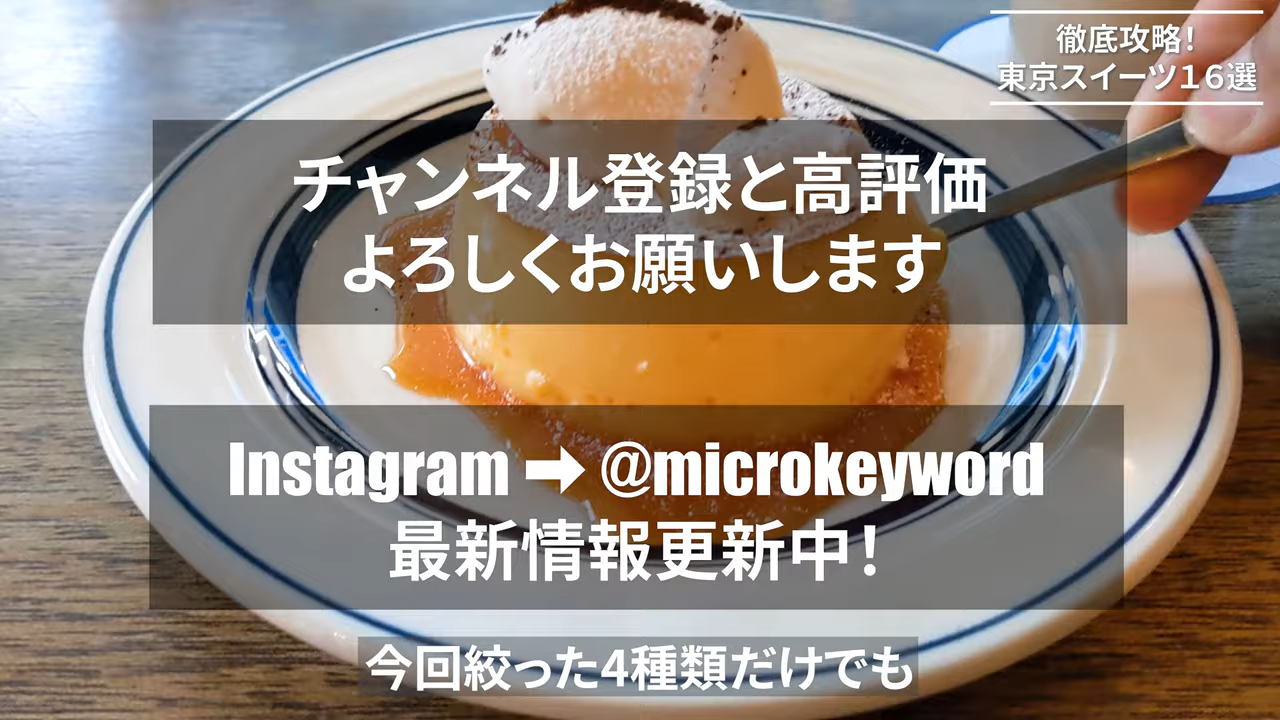 徹底攻略！
東京スイーツ１６選
チャンネル登録と高評価
よろしくお願いします
Instagram ➡ @microkeyword
最新情報更新中！
今回絞った4種類だけでも